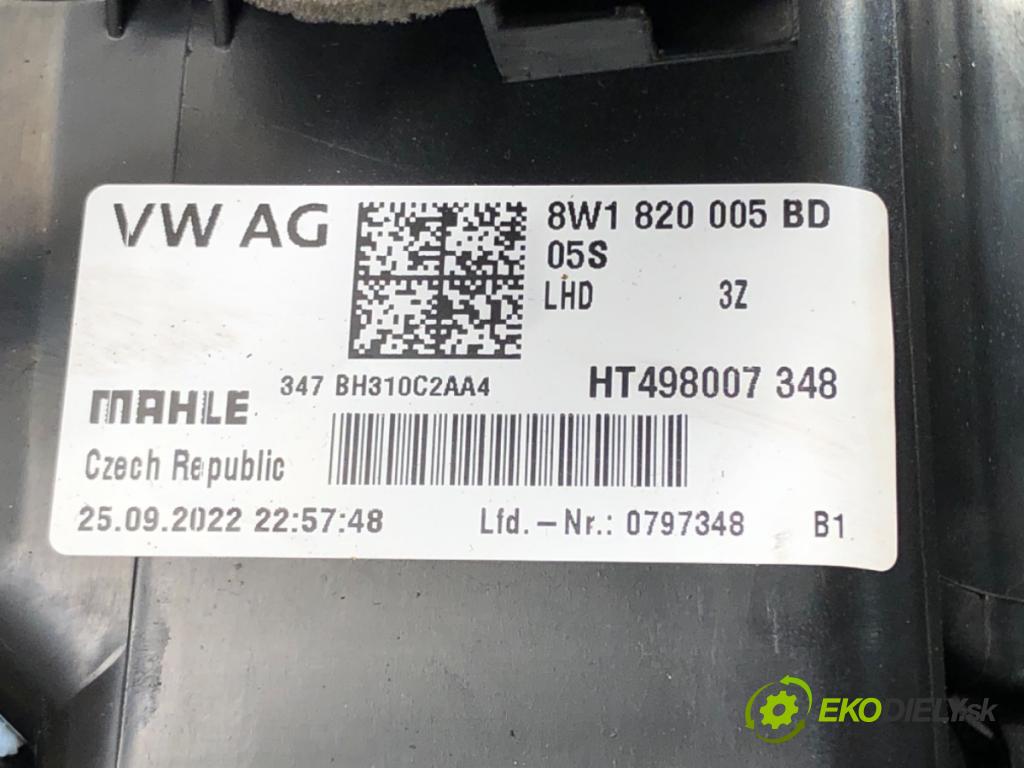 VW AG
8W1 820 005 BD
05S
LHD 3Z
347 BH310C2AA4
HT498007 348
MAHLE
Czech Republic
25.09.2022 22:57:48
Lfd.-Nr.: 0797348 B1
EKODIELY.sk